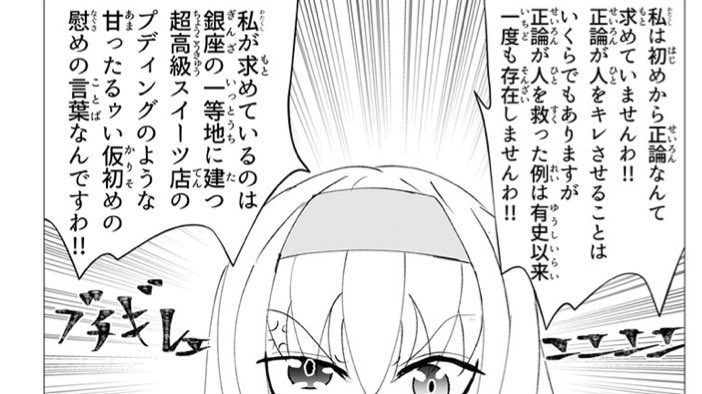 私は初めから正論なんて
求めていませんわ!!
正論が人をキレさせることは
いくらでもありますが
正論が人を救った例は有史以来
一度も存在しませんわ!!
私が求めているのは
銀座の一等地に建つ
超高級スイーツ店の
プディングのような
甘ったるゥい仮初めの
慰めの言葉なんですわ!!
ブチギレ